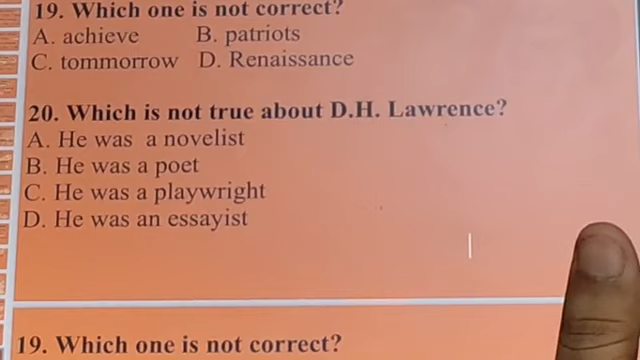 19. Which one is not correct?
A. achieve B. patriots
C. tommorrow D. Renaissance
20. Which is not true about D.H. Lawrence?
A. He was a novelist
B. He was a poet
C. He was a playwright
D. He was an essayist
19. Which one is not correct?